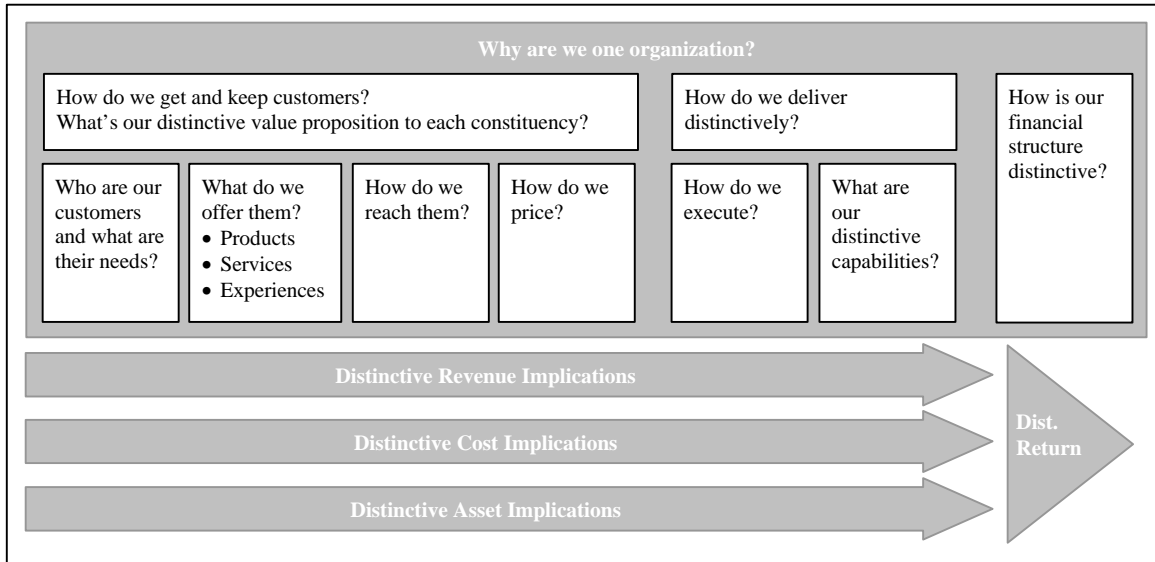 Why are we one organization?
How do we get and keep customers?
What's our distinctive value proposition to each constituency?
How do we deliver
distinctively?
How is our
financial
structure
distinctive?
Who are our
customers
and what are
their needs?
What do we
offer them?
• Products
• Services
• Experiences
How do we
reach them?
How do we
price?
How do we
execute?
What are
our
distinctive
capabilities?
Distinctive Revenue Implications
Distinctive Cost Implications
Distinctive Asset Implications
Dist.
Return